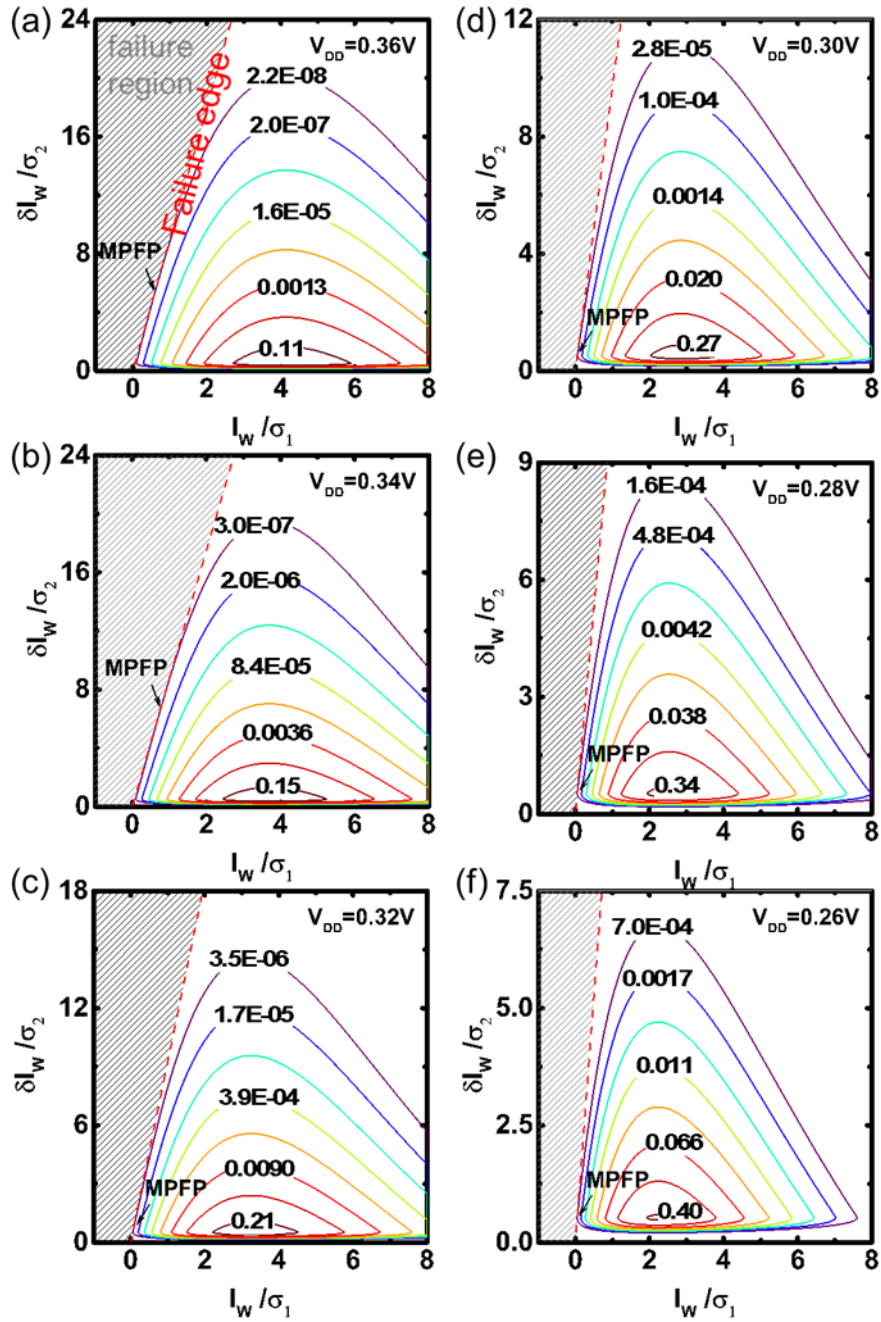 (a)
failure
region
Failure edge
V_DD=0.36V
2.2E-08
2.0E-07
1.6E-05
0.0013
0.11
MPFP
24
16
8
0
0 2 4 6 8
δI_W/σ_2
I_W/σ_1
(d)
V_DD=0.30V
2.8E-05
1.0E-04
0.0014
0.020
0.27
MPFP
12
8
4
0
0 2 4 6 8
δI_W/σ_2
I_W/σ_1
(b)
V_DD=0.34V
3.0E-07
2.0E-06
8.4E-05
0.0036
0.15
MPFP
24
16
8
0
0 2 4 6 8
δI_W/σ_2
I_W/σ_1
(e)
V_DD=0.28V
1.6E-04
4.8E-04
0.0042
0.038
0.34
MPFP
9
6
3
0
0 2 4 6 8
δI_W/σ_2
I_W/σ_1
(c)
V_DD=0.32V
3.5E-06
1.7E-05
3.9E-04
0.0090
0.21
MPFP
18
12
6
0
0 2 4 6 8
δI_W/σ_2
I_W/σ_1
(f)
V_DD=0.26V
7.0E-04
0.0017
0.011
0.066
0.40
MPFP
7.5
5.0
2.5
0.0
0 2 4 6 8
δI_W/σ_2
I_W/σ_1